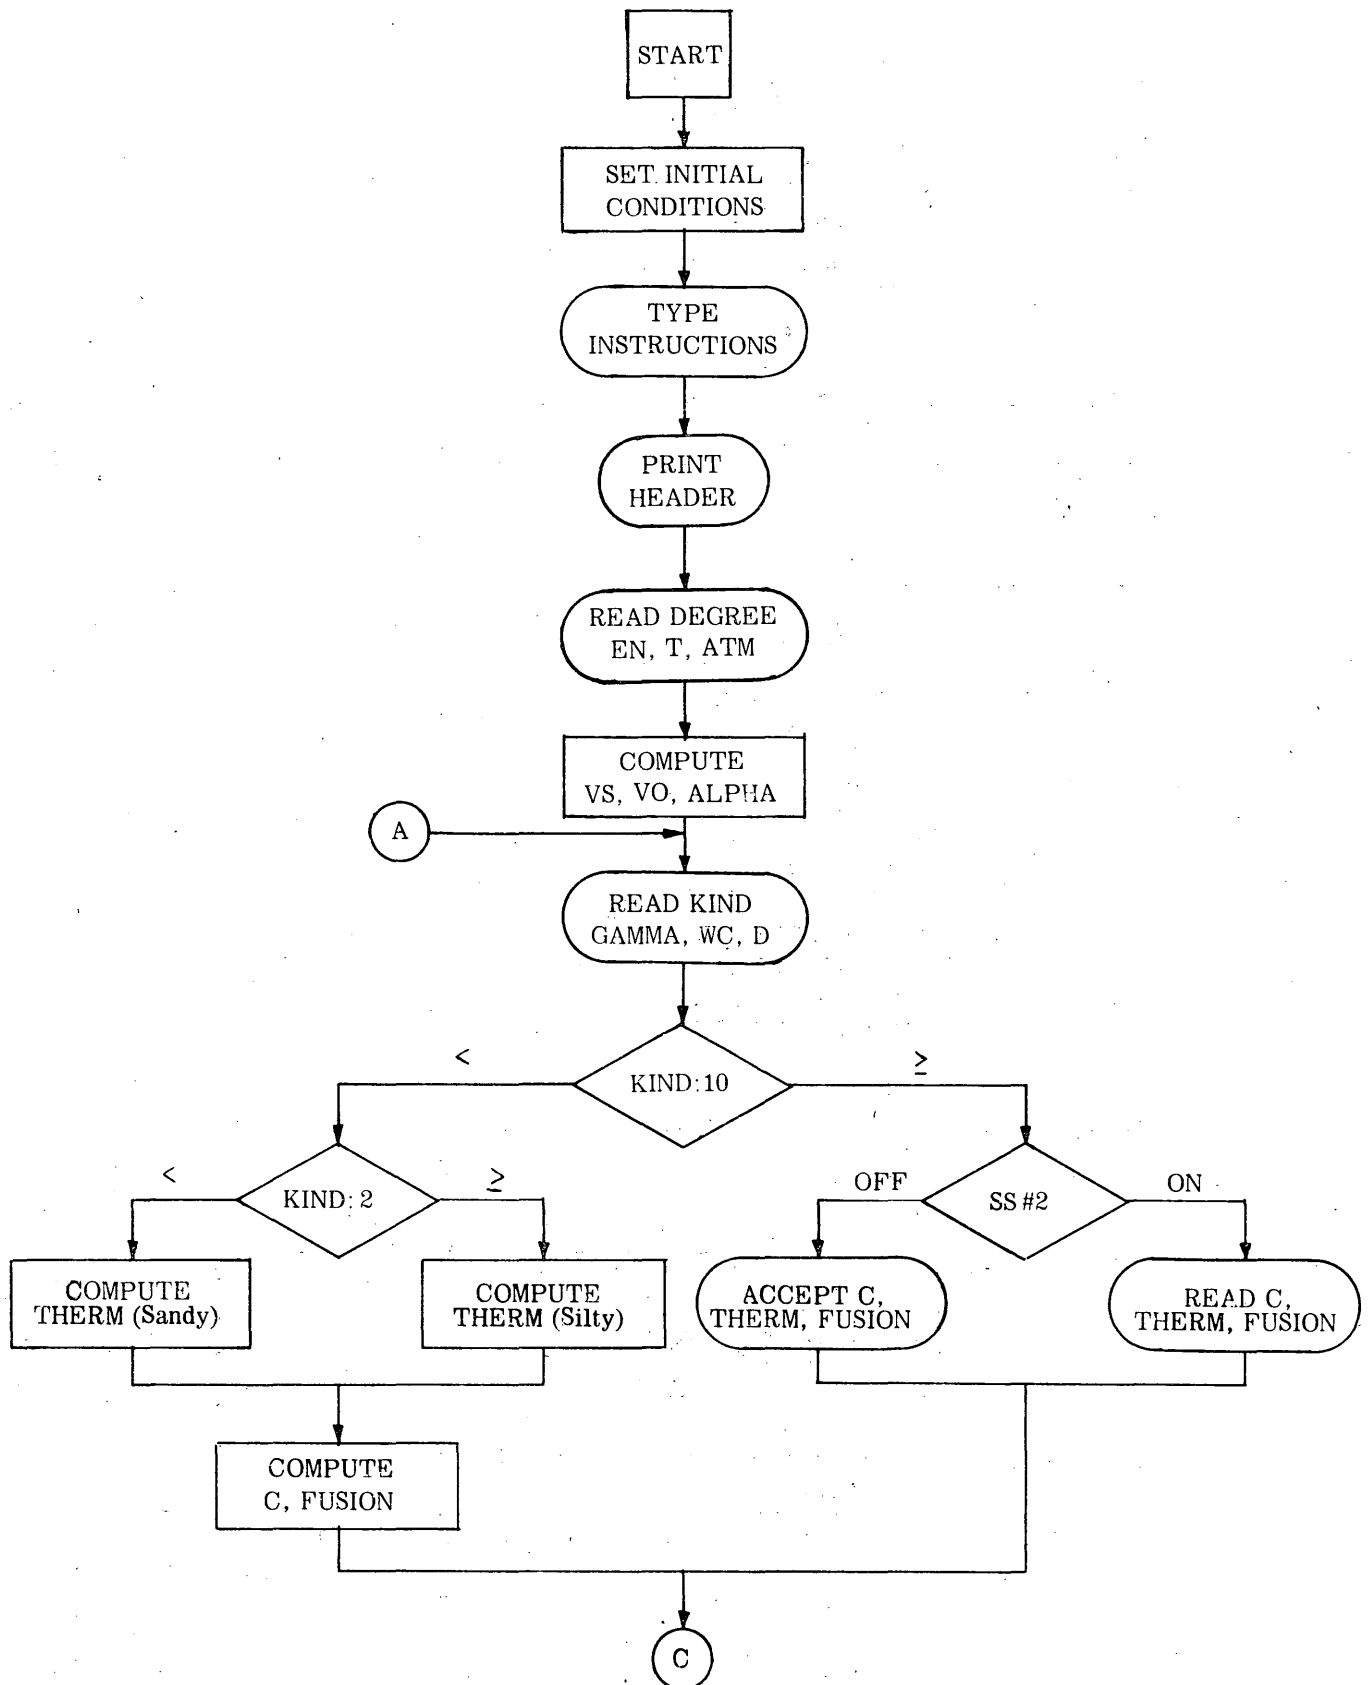 START
SET INITIAL
CONDITIONS
TYPE
INSTRUCTIONS
PRINT
HEADER
READ DEGREE
EN, T, ATM
COMPUTE
VS, VO, ALPHA
A
READ KIND
GAMMA, WC, D
<
KIND:10
≥
<
KIND: 2
≥
OFF
SS #2
ON
COMPUTE
THERM (Sandy)
COMPUTE
THERM (Silty)
ACCEPT C,
THERM, FUSION
READ C,
THERM, FUSION
COMPUTE
C, FUSION
C